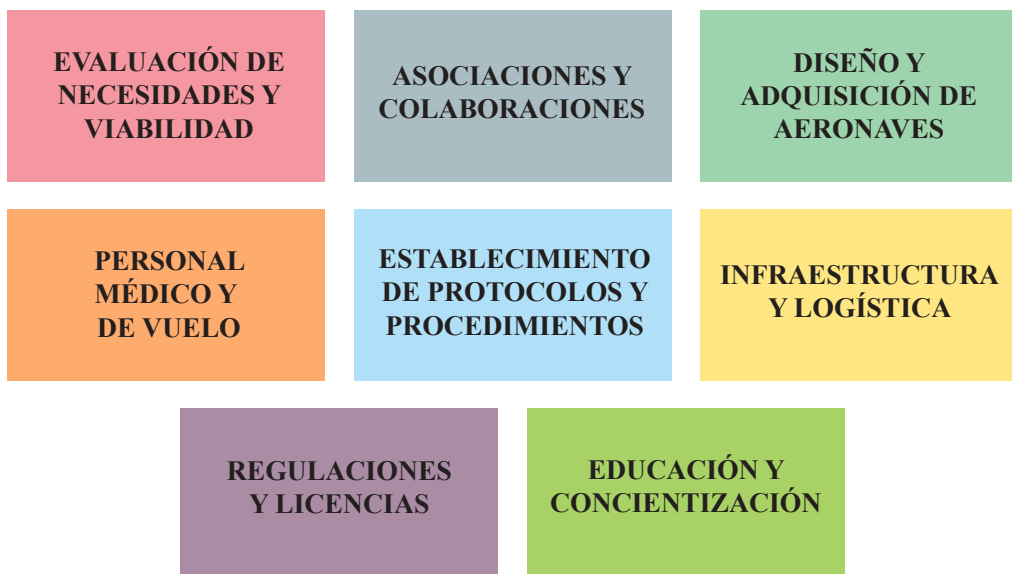 EVALUACIÓN DE
NECESIDADES Y
VIABILIDAD
ASOCIACIONES Y
COLABORACIONES
DISEÑO Y
ADQUISICIÓN DE
AERONAVES
PERSONAL
MÉDICO Y
DE VUELO
ESTABLECIMIENTO
DE PROTOCOLOS Y
PROCEDIMIENTOS
INFRAESTRUCTURA
Y LOGÍSTICA
REGULACIONES
Y LICENCIAS
EDUCACIÓN Y
CONCIENTIZACIÓN